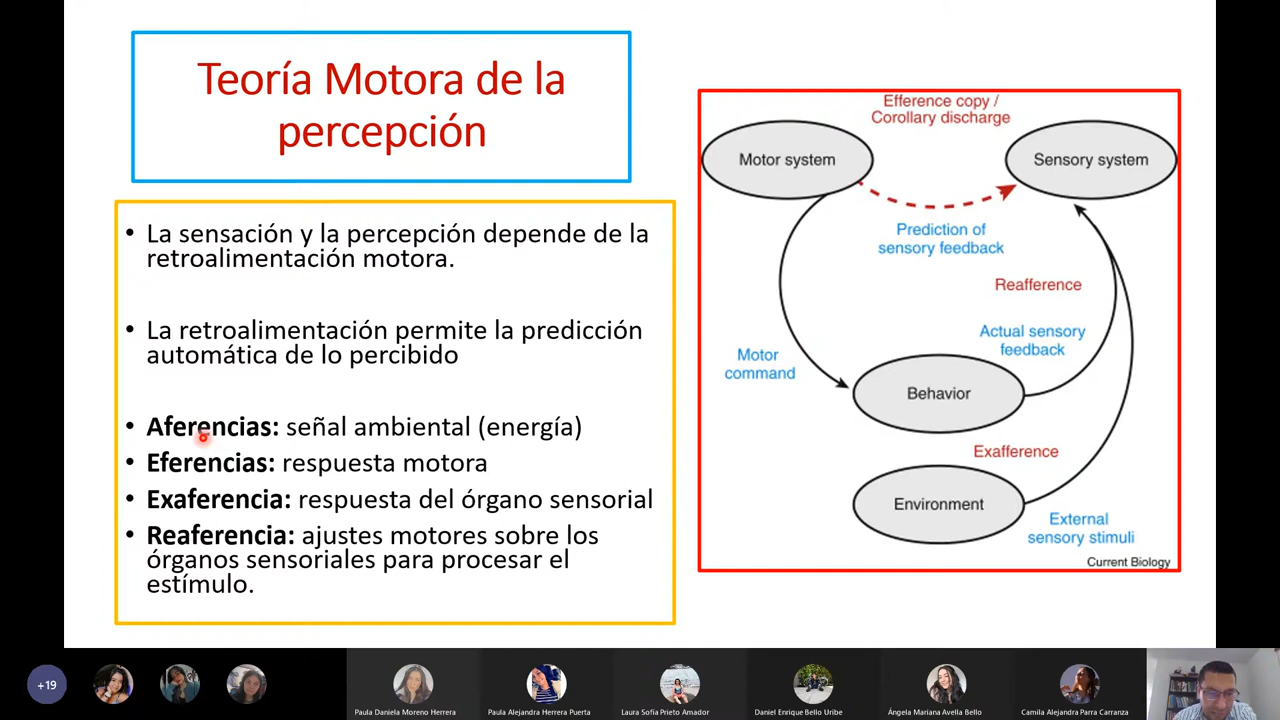 Teoría Motora de la
percepción
• La sensación y la percepción depende de la
retroalimentación motora.
• La retroalimentación permite la predicción
automática de lo percibido
• Aferencias: señal ambiental (energía)
• Eferencias: respuesta motora
• Exaferencia: respuesta del órgano sensorial
• Reaferencia: ajustes motores sobre los
órganos sensoriales para procesar el
estímulo.
Efference copy /
Corollary discharge
Motor system
Sensory system
Prediction of
sensory feedback
Reafference
Actual sensory
feedback
Motor
command
Behavior
Exafference
Environment
External
sensory stimuli
Current Biology
+19
Paula Daniela Moreno Herrera
Paula Alejandra Herrera Puerta
Laura Sofía Prieto Amador
Daniel Enrique Bello Uribe
Ángela Mariana Avella Bello
Camila Alejandra Parra Carranza